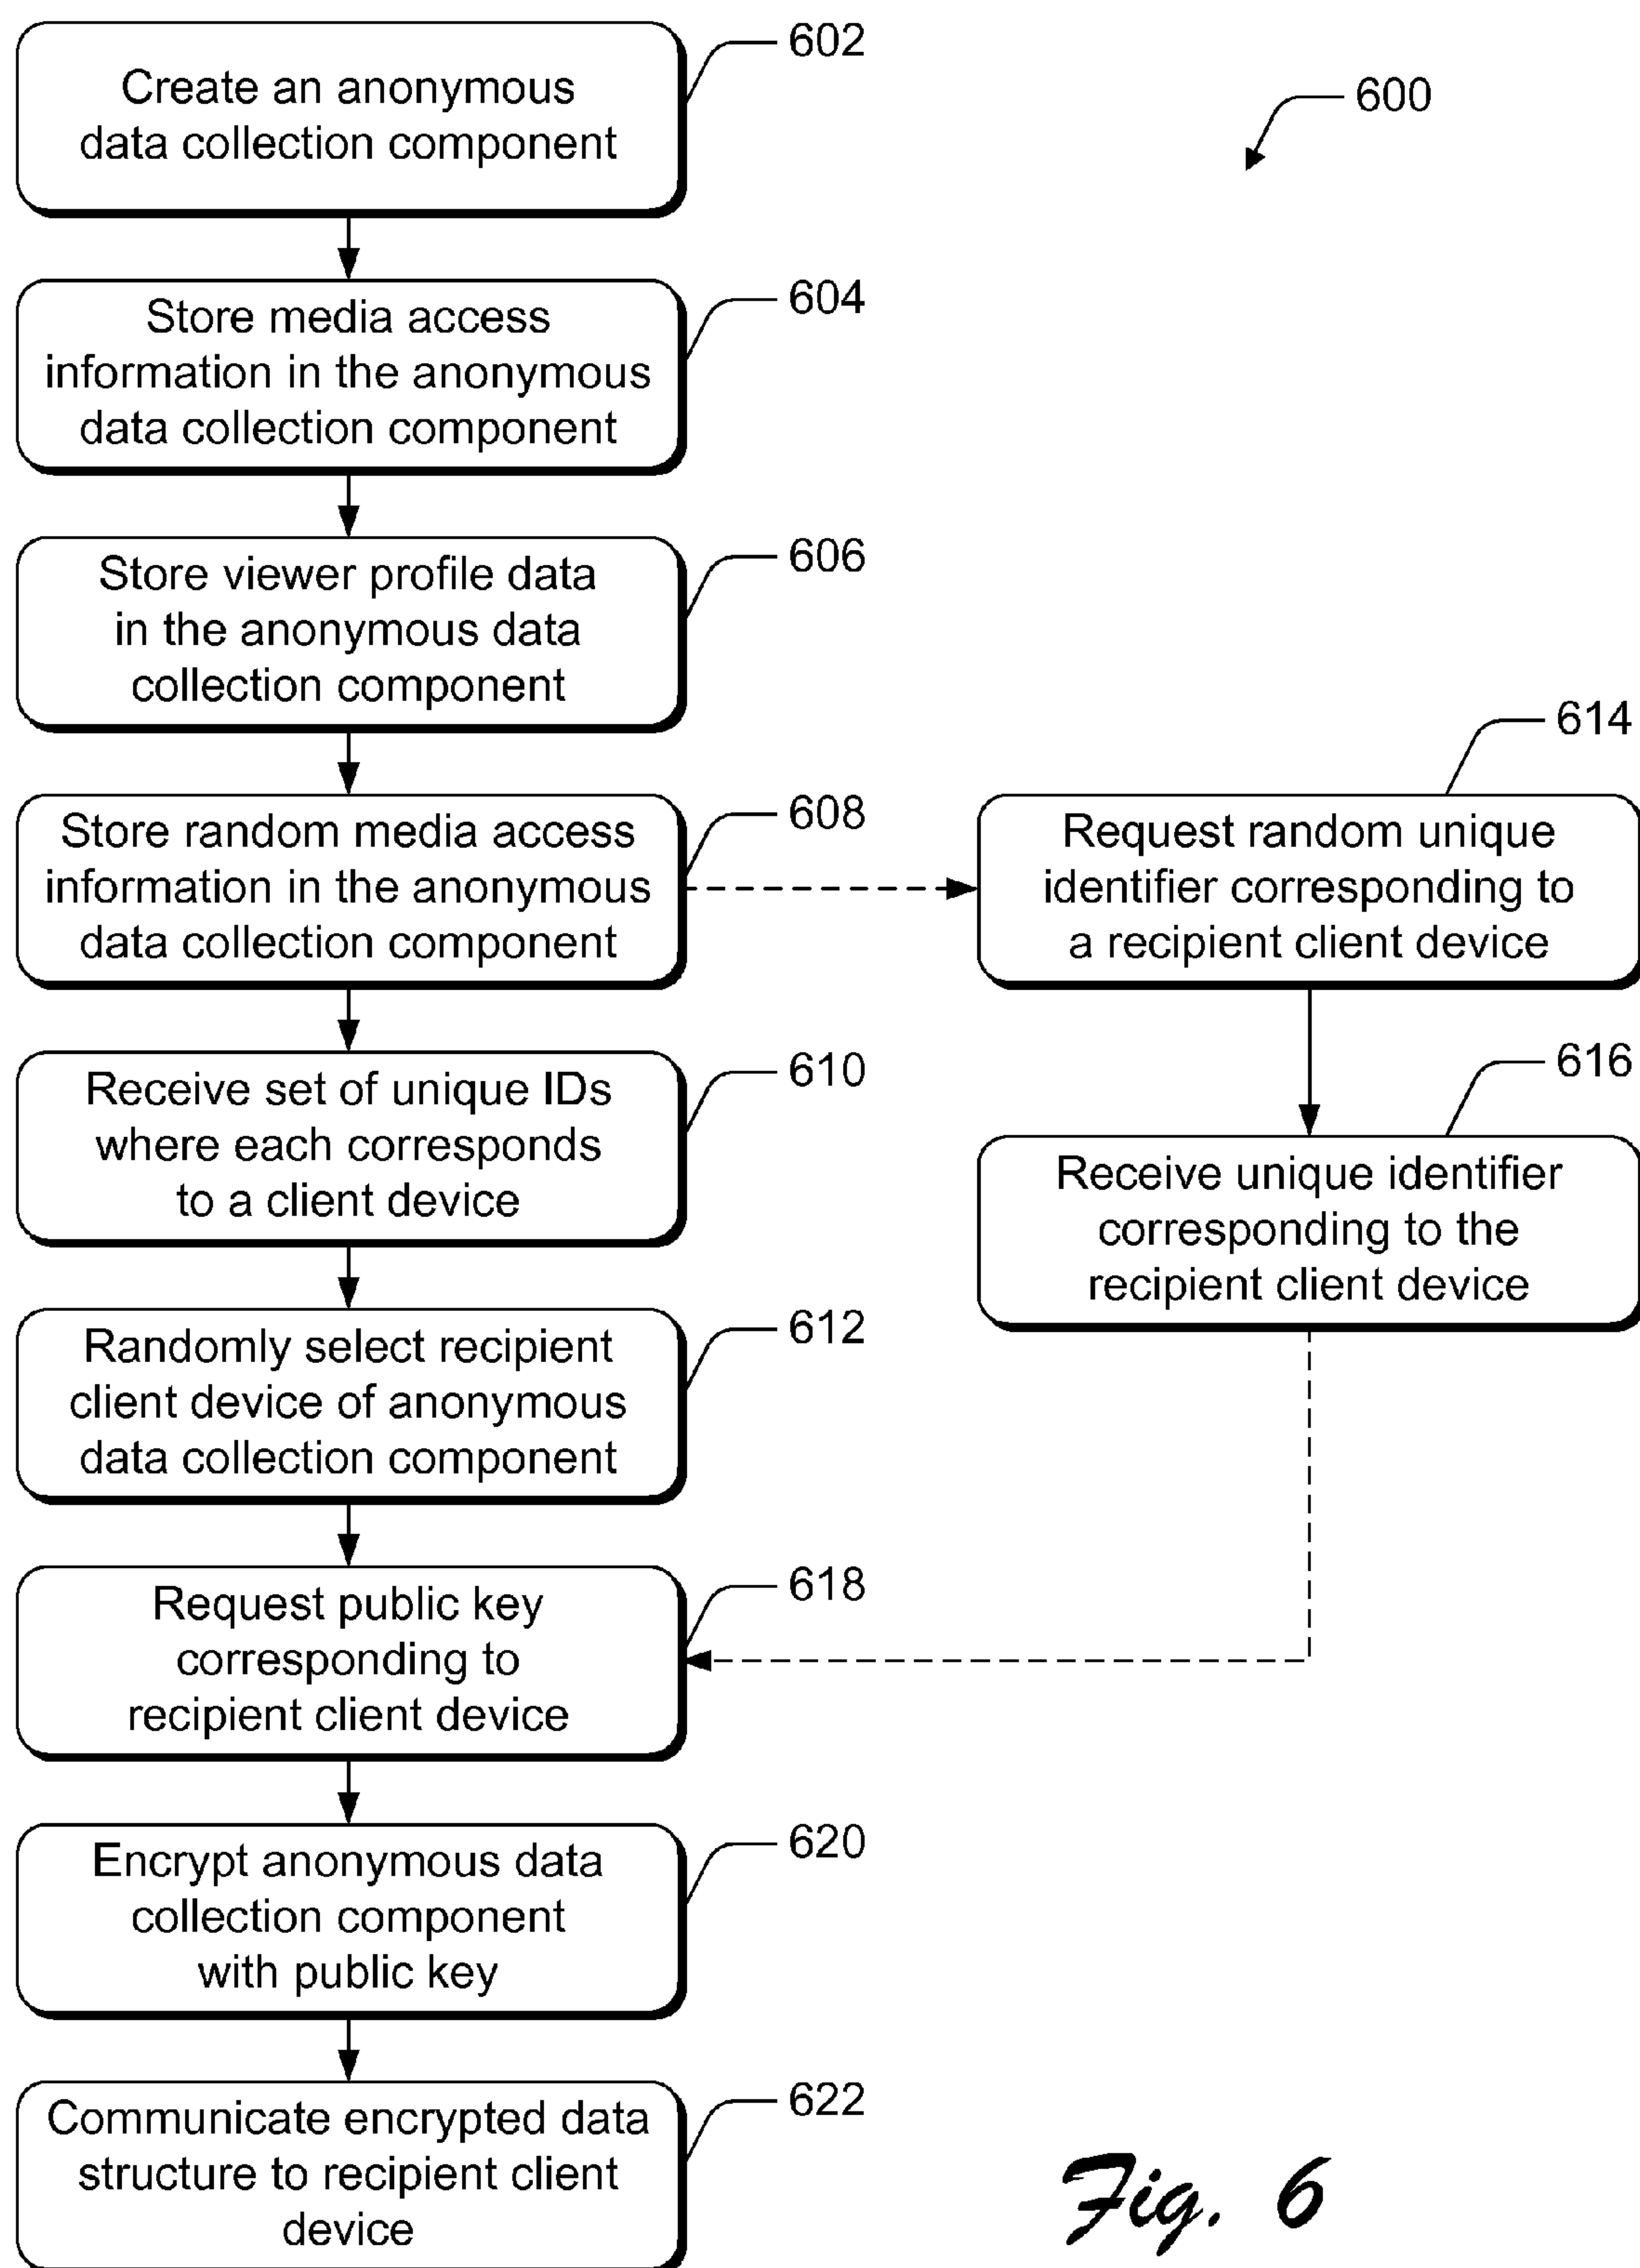 602
Create an anonymous
data collection component
600
604
Store media access
information in the anonymous
data collection component
606
Store viewer profile data
in the anonymous data
collection component
608
Store random media access
information in the anonymous
data collection component
614
Request random unique
identifier corresponding to
a recipient client device
610
Receive set of unique IDs
where each corresponds
to a client device
616
Receive unique identifier
corresponding to the
recipient client device
612
Randomly select recipient
client device of anonymous
data collection component
618
Request public key
corresponding to
recipient client device
620
Encrypt anonymous data
collection component
with public key
622
Communicate encrypted data
structure to recipient client
device
Fig. 6